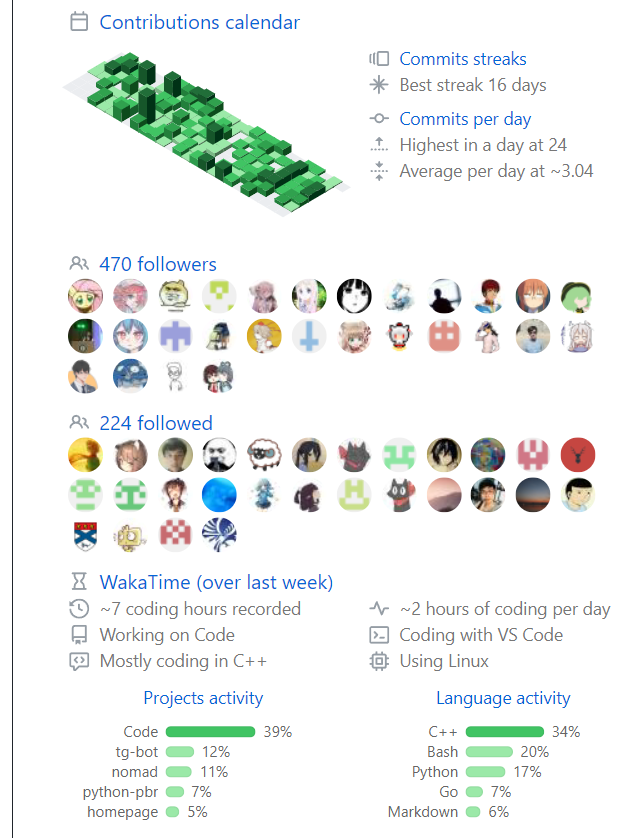 Contributions calendar
Commits streaks
Best streak 16 days
Commits per day
Highest in a day at 24
Average per day at ~3.04
470 followers
224 followed
WakaTime (over last week)
~7 coding hours recorded
~2 hours of coding per day
Working on Code
Coding with VS Code
Mostly coding in C++
Using Linux
Projects activity
Code 39%
tg-bot 12%
nomad 11%
python-pbr 7%
homepage 5%
Language activity
C++ 34%
Bash 20%
Python 17%
Go 7%
Markdown 6%